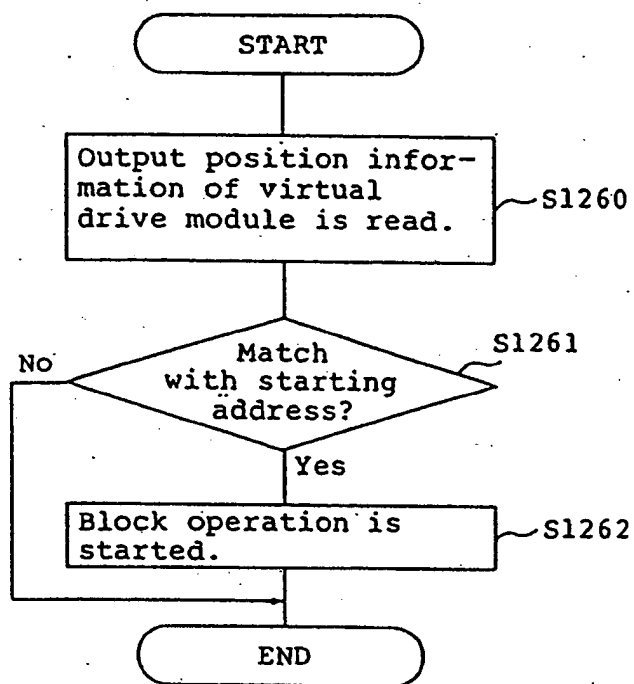 START
Output position infor-
mation of virtual
drive module is read.
S1260
S1261
No
Match
with starting
address?
Yes
Block operation is
started.
S1262
END